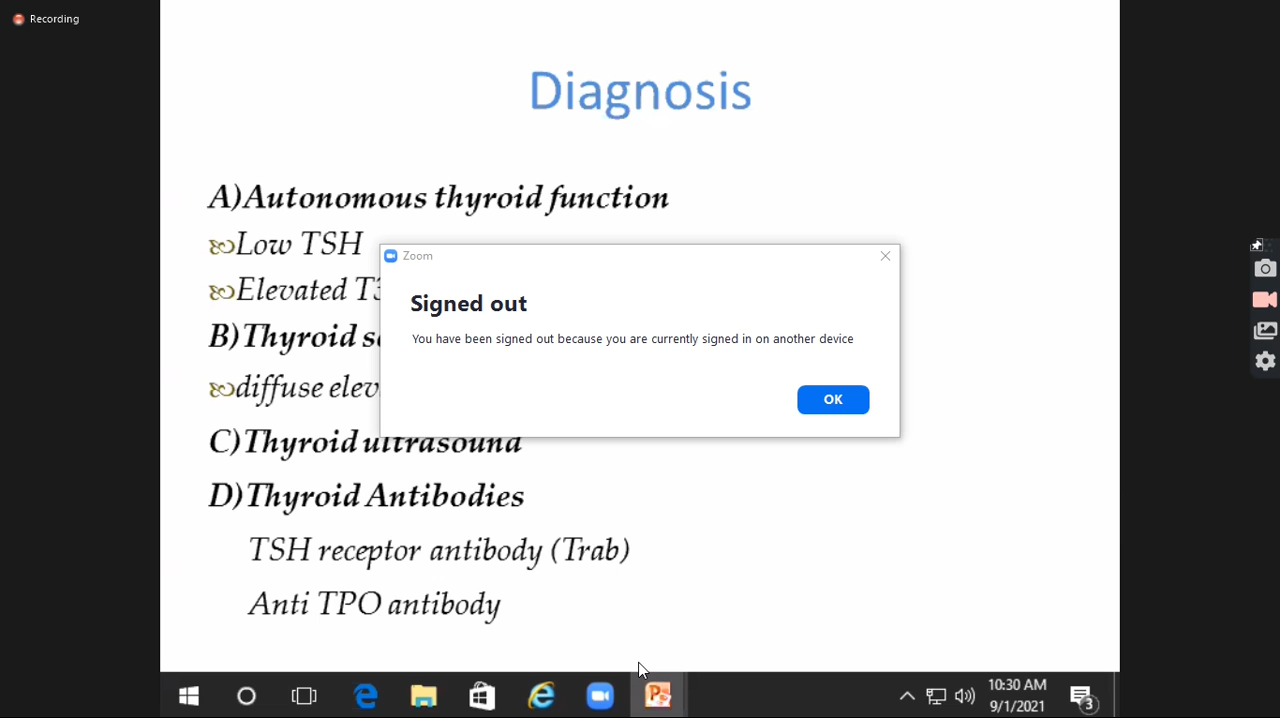 Recording
Diagnosis
A)Autonomous thyroid function
Low TSH
Elevated
B)Thyroid
diffuse
C)Thyroid ultrasound
D)Thyroid Antibodies
TSH receptor antibody (Trab)
Anti TPO antibody
Zoom
Signed out
You have been signed out because you are currently signed in on another device
OK
10:30 AM
9/1/2021
3